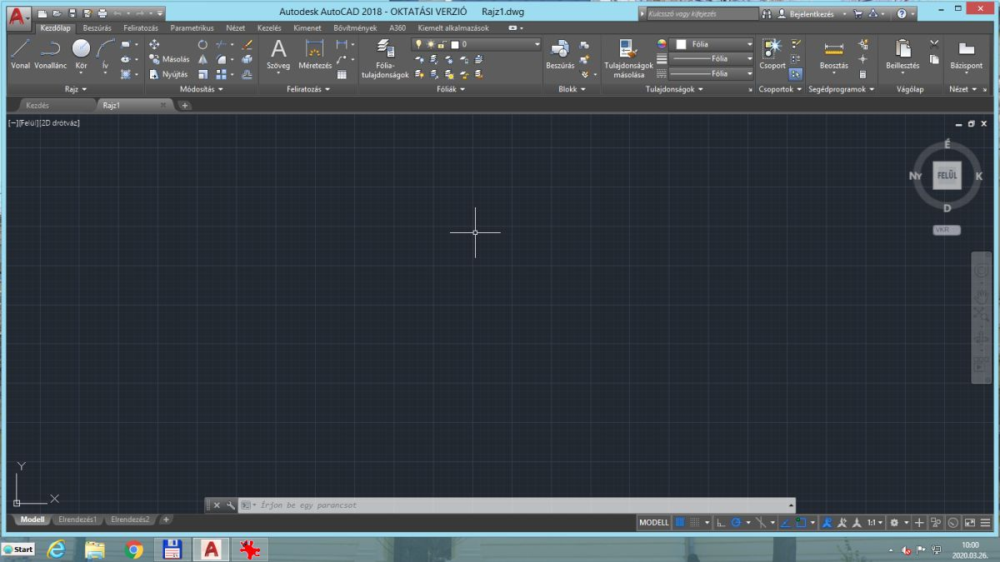 Autodesk AutoCAD 2018 - OKTATÁSI VERZIÓ Rajz1.dwg
Kulcsszó vagy kifejezés
Bejelentkezés
Kezdőlap Beszúrás Feliratozás Parametrikus Nézet Kezelés Kimenet Bővítmények A360 Kiemelt alkalmazások
Vonal Vonallánc Kör Ív
Másolás
Nyújtás
Szöveg Méretezés
Fólia-
tulajdonságok
0
Beszúrás
Tulajdonságok
másolása
Fólia
Fólia
Fólia
Csoport
Beosztás
Beillesztés
Bázispont
Rajz Módosítás Feliratozás Fóliák Blokk Tulajdonságok Csoportok Segédprogramok Vágólap Nézet
Kezdés Rajz1
[−][Felül][2D drótváz]
É
NY FELÜL K
D
VKR
Y
X
Írjon be egy parancsot
Modell Elrendezés1 Elrendezés2
MODELL 1:1
Start
10:00
2020.03.26.